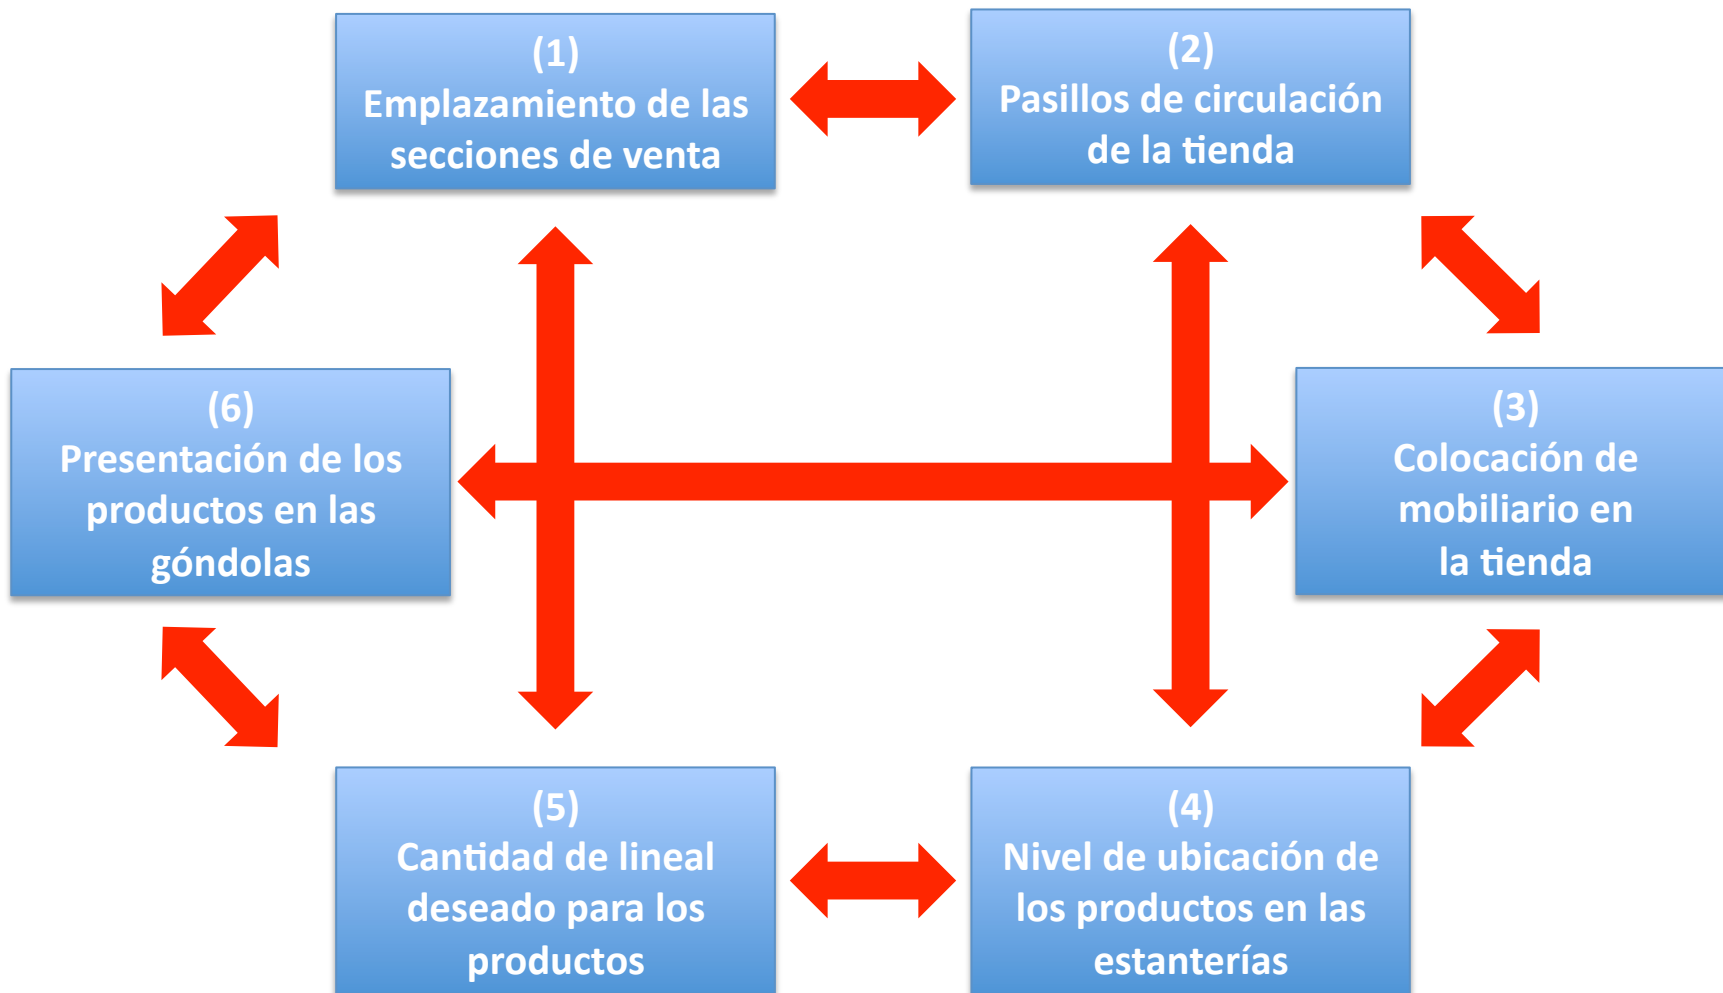 (1)
Emplazamiento de las
secciones de venta
(2)
Pasillos de circulación
de la tienda
(3)
Colocación de
mobiliario en
la tienda
(4)
Nivel de ubicación de
los productos en las
estanterías
(5)
Cantidad de lineal
deseado para los
productos
(6)
Presentación de los
productos en las
góndolas